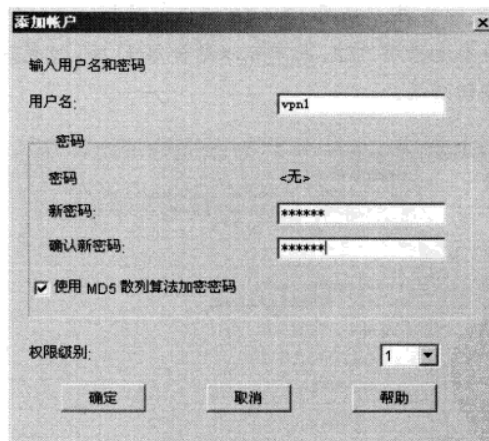 添加帐户
输入用户名和密码
用户名: vpn1
密码
密码 <无>
新密码: ******
确认新密码: ******
使用 MD5 散列算法加密密码
权限级别: 1
确定 取消 帮助